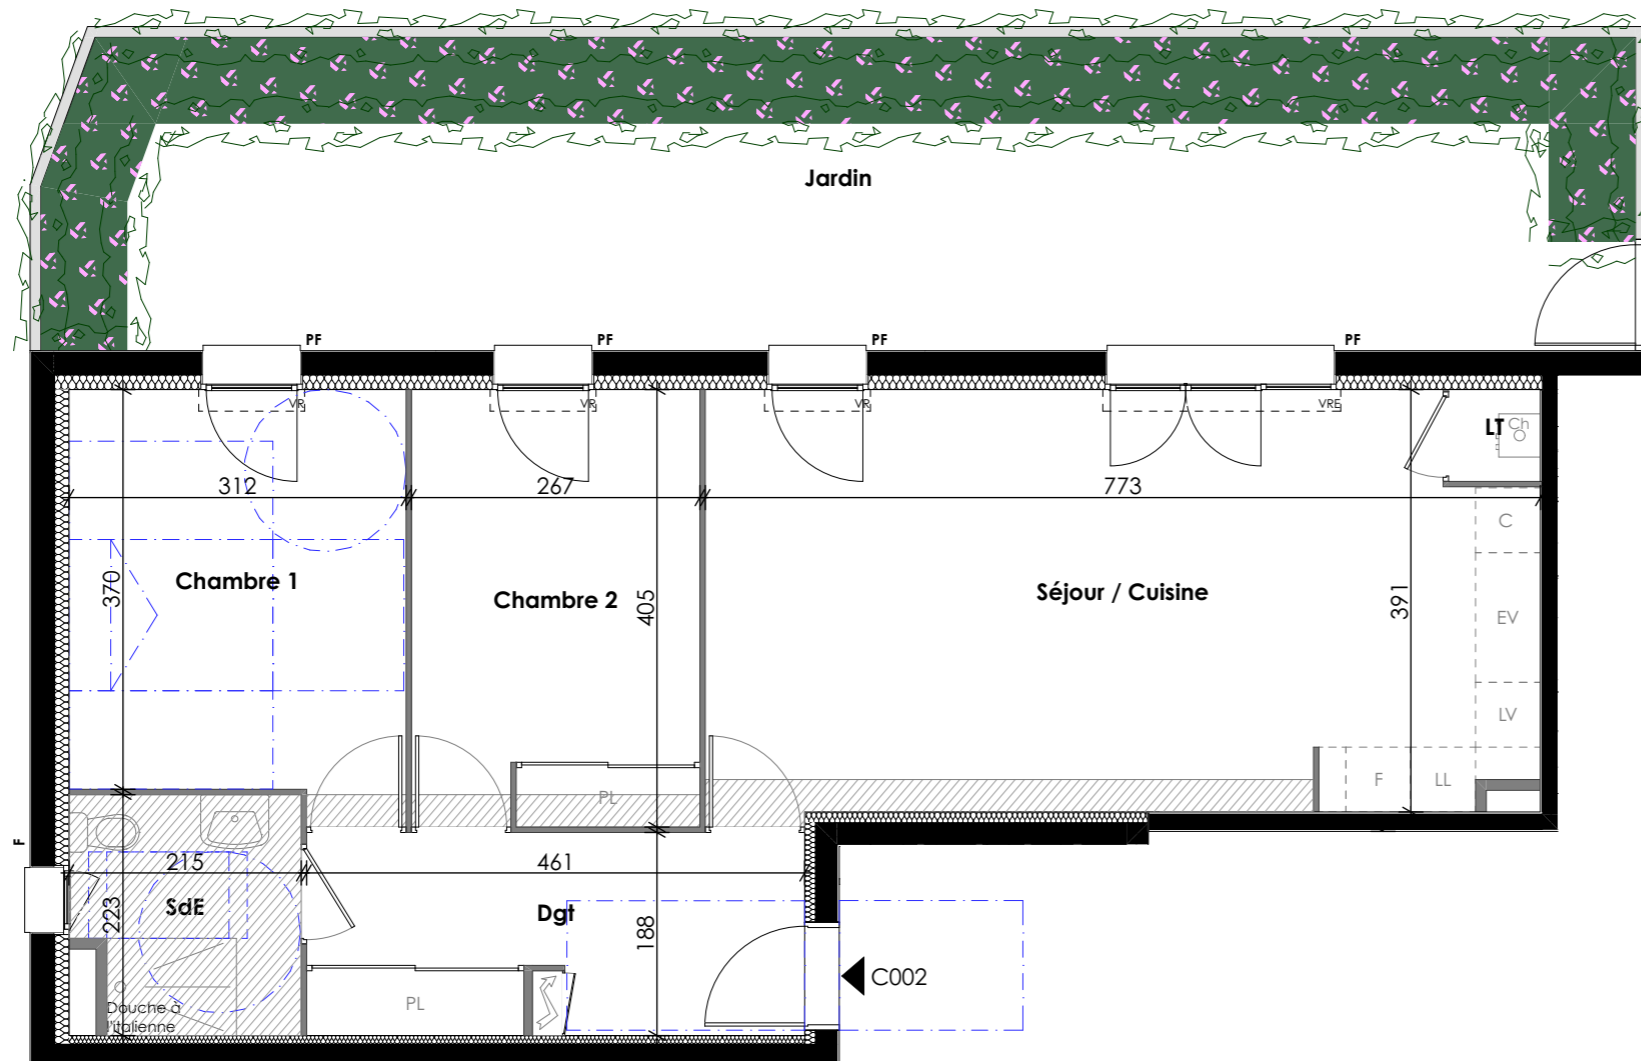 Jardin
PF
PF
PF
PF
VR
VR
VR
VRE
LT
Ch
312
267
773
C
370
Chambre 1
Chambre 2
405
Séjour / Cuisine
391
EV
LV
PL
F
LL
F
215
461
223
SdE
Dgt
188
C002
PL
Douche à
l'italienne